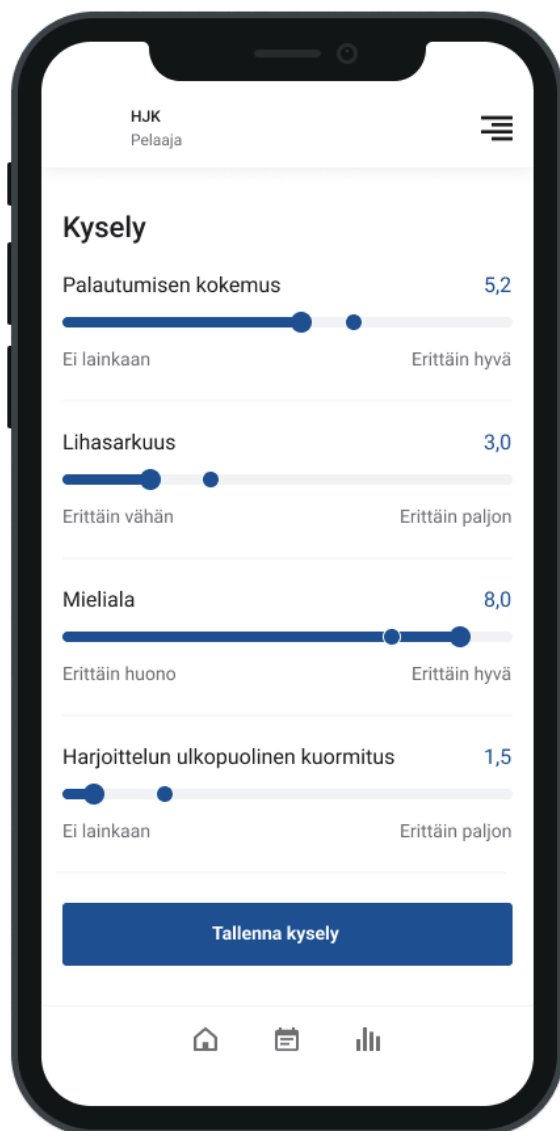 HJK
Pelaaja
Kysely
Palautumisen kokemus 5,2
Ei lainkaan Erittäin hyvä
Lihasarkuus 3,0
Erittäin vähän Erittäin paljon
Mieliala 8,0
Erittäin huono Erittäin hyvä
Harjoittelun ulkopuolinen kuormitus 1,5
Ei lainkaan Erittäin paljon
Tallenna kysely